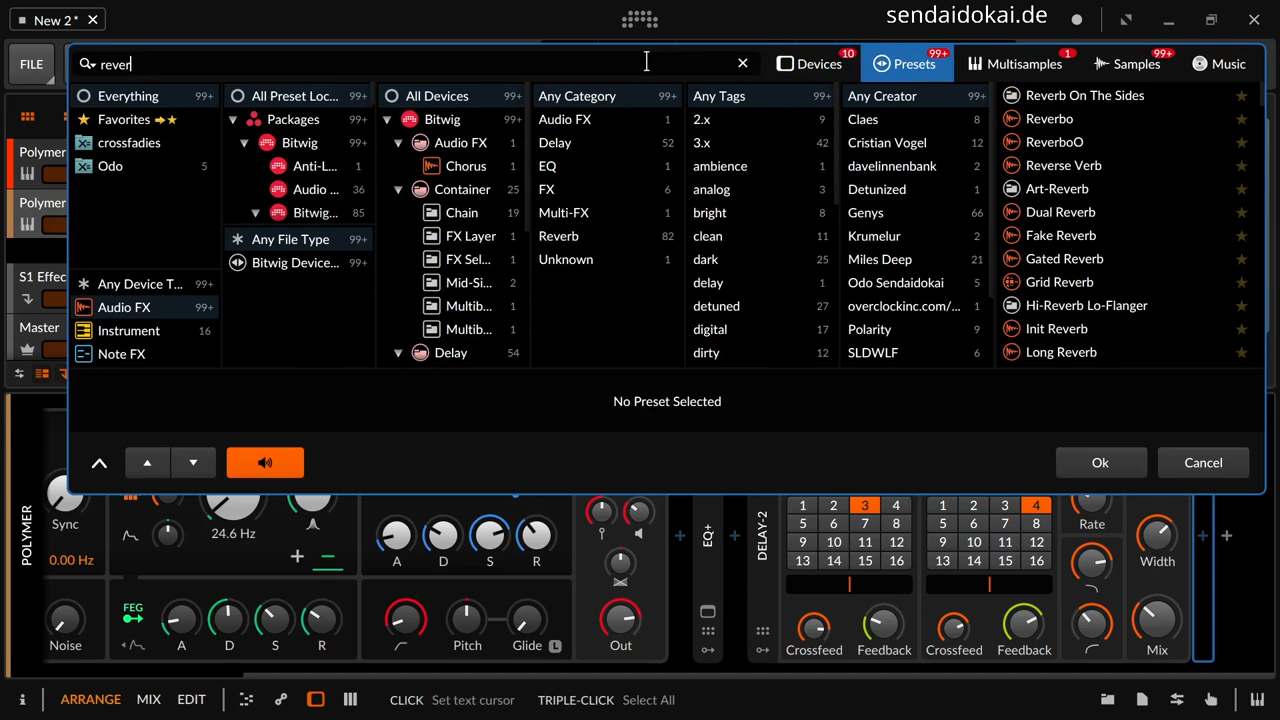 New 2*
sendaidokai.de
FILE
rever
Devices 10
Presets 99+
Multisamples 1
Samples 99+
Music
Everything 99+
Favorites
crossfadies
Odo 5
Any Device T... 99+
Audio FX 99+
Instrument 16
Note FX
All Preset Loc... 99+
Packages 99+
Bitwig 99+
Anti-L... 1
Audio ... 36
Bitwig... 85
Any File Type 99+
Bitwig Device... 99+
All Devices 99+
Bitwig 99+
Audio FX 1
Chorus 1
Container 25
Chain 19
FX Layer 1
FX Sel... 1
Mid-Si... 2
Multib... 1
Multib... 1
Delay 54
Any Category 99+
Audio FX 1
Delay 52
EQ 1
FX 6
Multi-FX 1
Reverb 82
Unknown 1
Any Tags 99+
2.x 9
3.x 42
ambience 1
analog 3
bright 8
clean 11
dark 25
delay 1
detuned 27
digital 17
dirty 12
Any Creator 99+
Claes 8
Cristian Vogel 12
davelinnenbank 2
Detunized 1
Genys 66
Krumelur 2
Miles Deep 21
Odo Sendaidokai 5
overclockinc.com/... 1
Polarity 9
SLDWLF 6
Reverb On The Sides
Reverbo
ReverboO
Reverse Verb
Art-Reverb
Dual Reverb
Fake Reverb
Gated Reverb
Grid Reverb
Hi-Reverb Lo-Flanger
Init Reverb
Long Reverb
Polymer
Polymer
S1 Effec
Master
No Preset Selected
Ok
Cancel
POLYMER
Sync
0.00 Hz
Noise
24.6 Hz
FEG
A D S R
A D S R
Pitch
Glide L
Out
EQ+
DELAY-2
1 2 3 4
5 6 7 8
9 10 11 12
13 14 15 16
Crossfeed
Feedback
1 2 3 4
5 6 7 8
9 10 11 12
13 14 15 16
Crossfeed
Feedback
Rate
Width
Mix
i
ARRANGE
MIX
EDIT
CLICK Set text cursor
TRIPLE-CLICK Select All